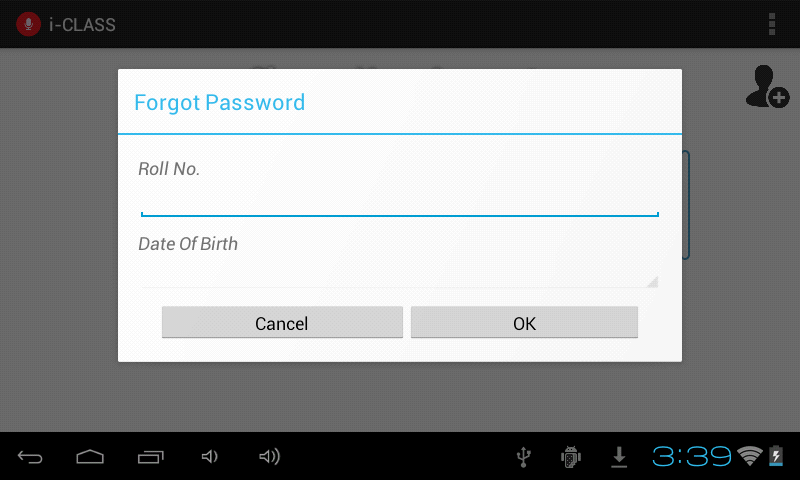 i-CLASS
Forgot Password
Roll No.
Date Of Birth
Cancel
OK
3:39